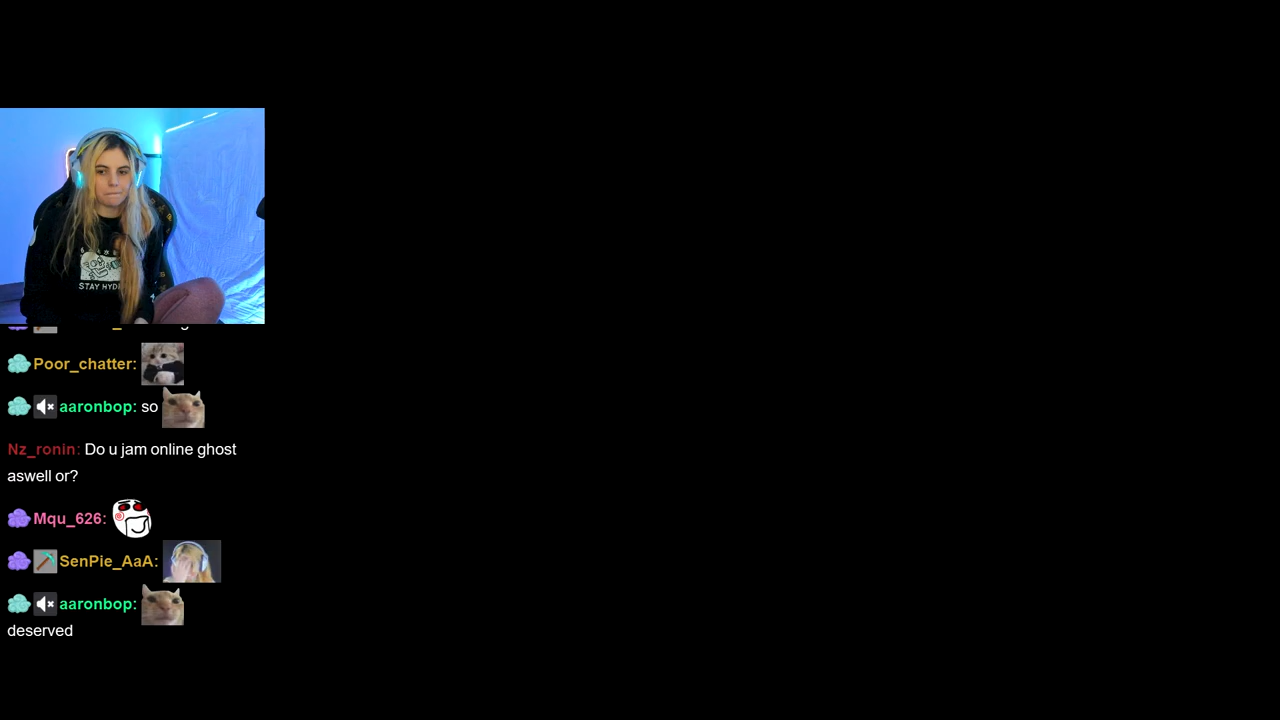 STAY HYD
Poor_chatter:
aaronbop: so
Nz_ronin: Do u jam online ghost
aswell or?
Mqu_626:
SenPie_AaA:
aaronbop:
deserved